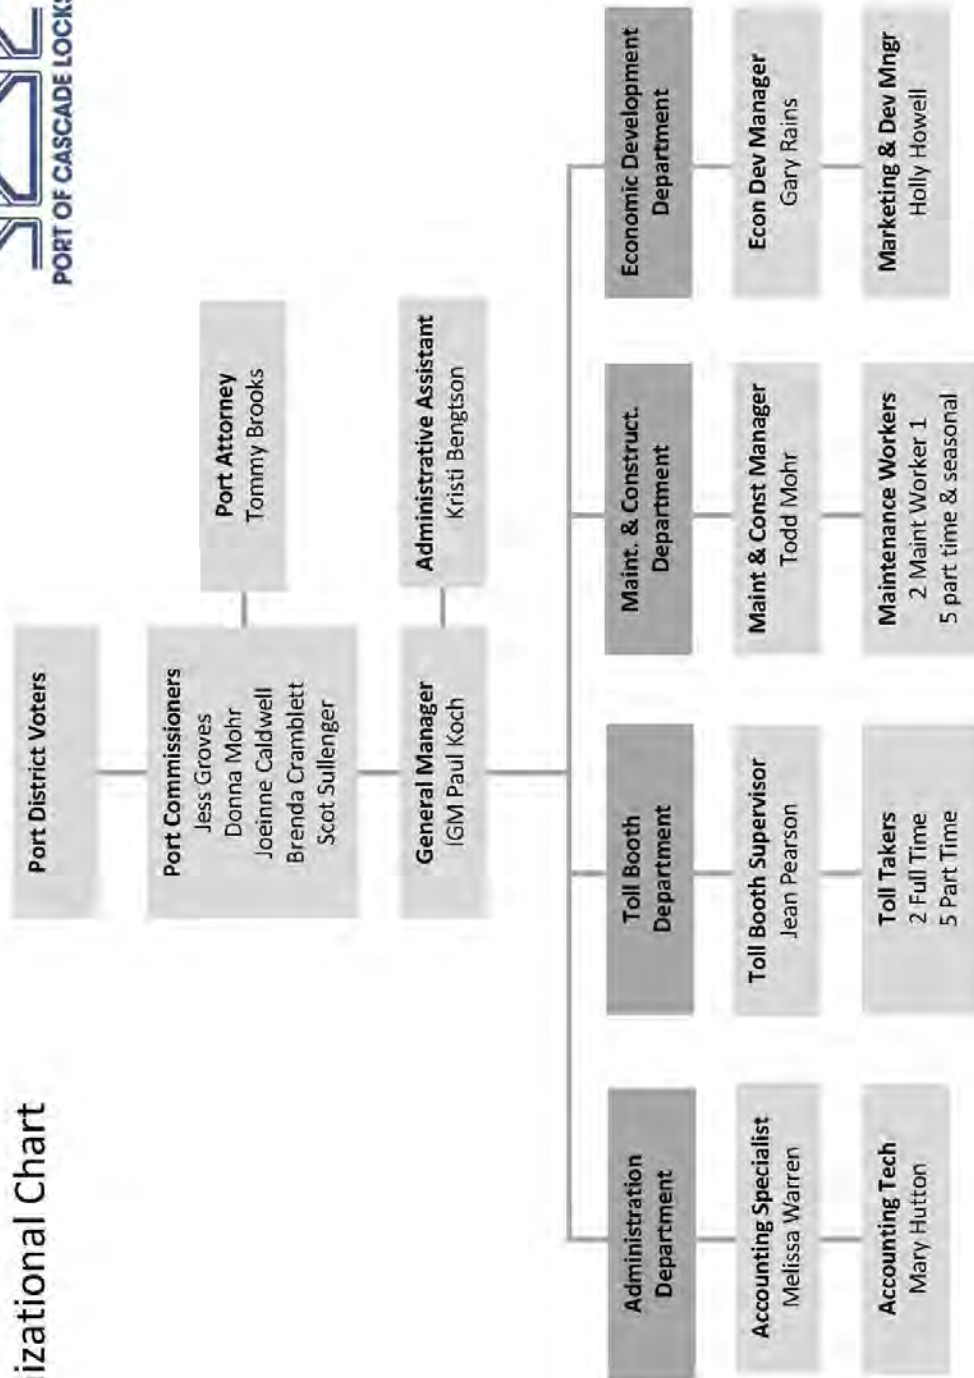 izational Chart
PORT OF CASCADE LOCKS
Port District Voters
Port Commissioners
Jess Groves
Donna Mohr
Joeinne Caldwell
Brenda Cramblett
Scot Sullenger
Port Attorney
Tommy Brooks
General Manager
IGM Paul Koch
Administrative Assistant
Kristi Bengtson
Administration
Department
Accounting Specialist
Melissa Warren
Accounting Tech
Mary Hutton
Toll Booth
Department
Toll Booth Supervisor
Jean Pearson
Toll Takers
2 Full Time
5 Part Time
Maint. & Construct.
Department
Maint & Const Manager
Todd Mohr
Maintenance Workers
2 Maint Worker 1
5 part time & seasonal
Economic Development
Department
Econ Dev Manager
Gary Rains
Marketing & Dev Mngr
Holly Howell